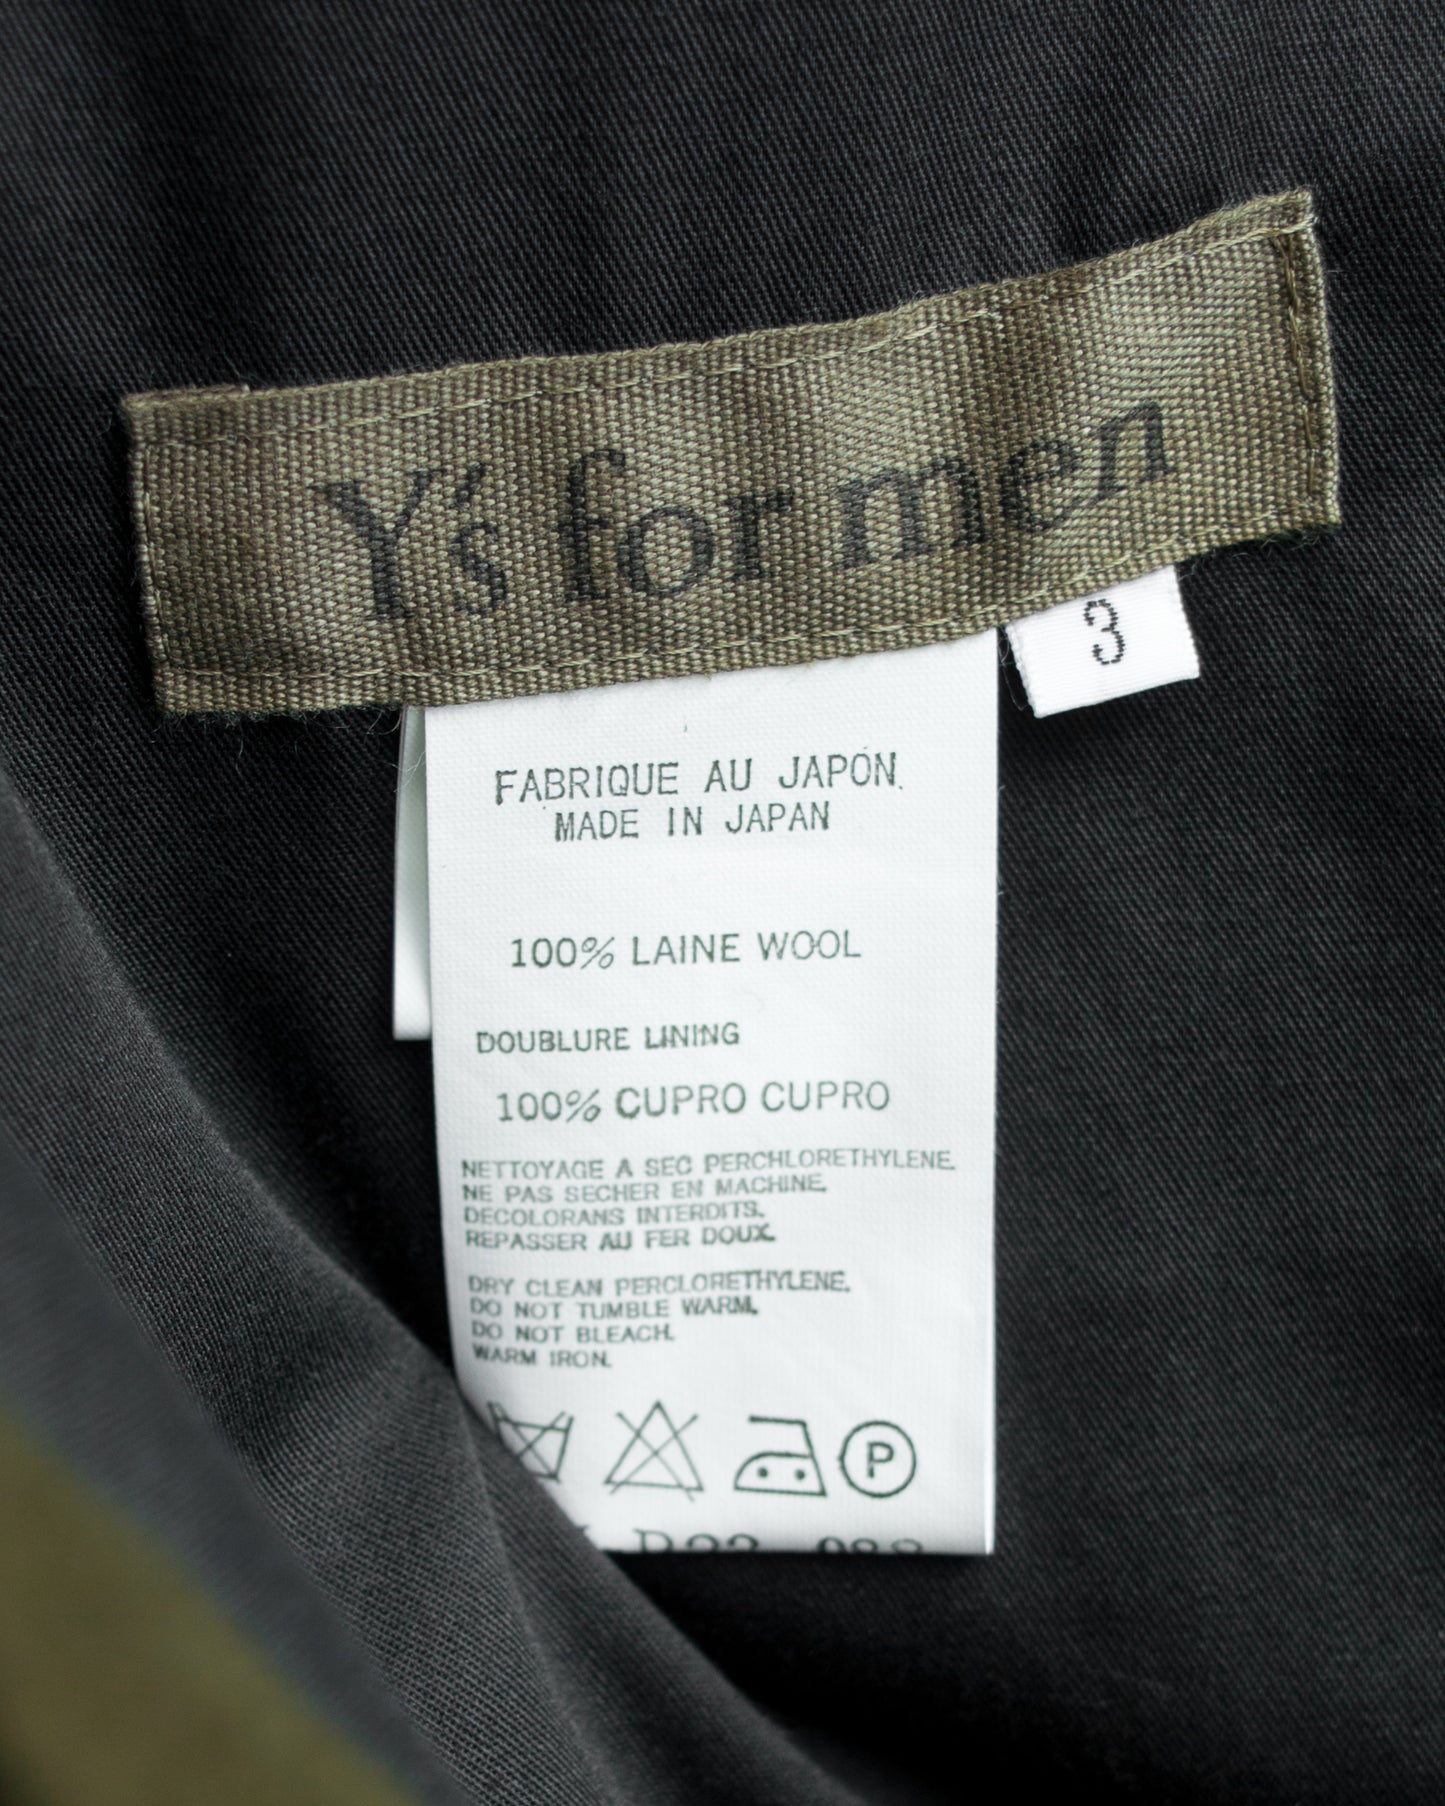 Y's for men
3
FABRIQUE AU JAPON.
MADE IN JAPAN
100% LAINE WOOL
DOUBLURE LINING
100% CUPRO CUPRO
NETTOYAGE A SEC PERCHLORETHYLENE.
NE PAS SECHER EN MACHINE.
DECOLORANS INTERDITS.
REPASSER AU FER DOUX.
DRY CLEAN PERCLORETHYLENE.
DO NOT TUMBLE WARM.
DO NOT BLEACH.
WARM IRON.
P